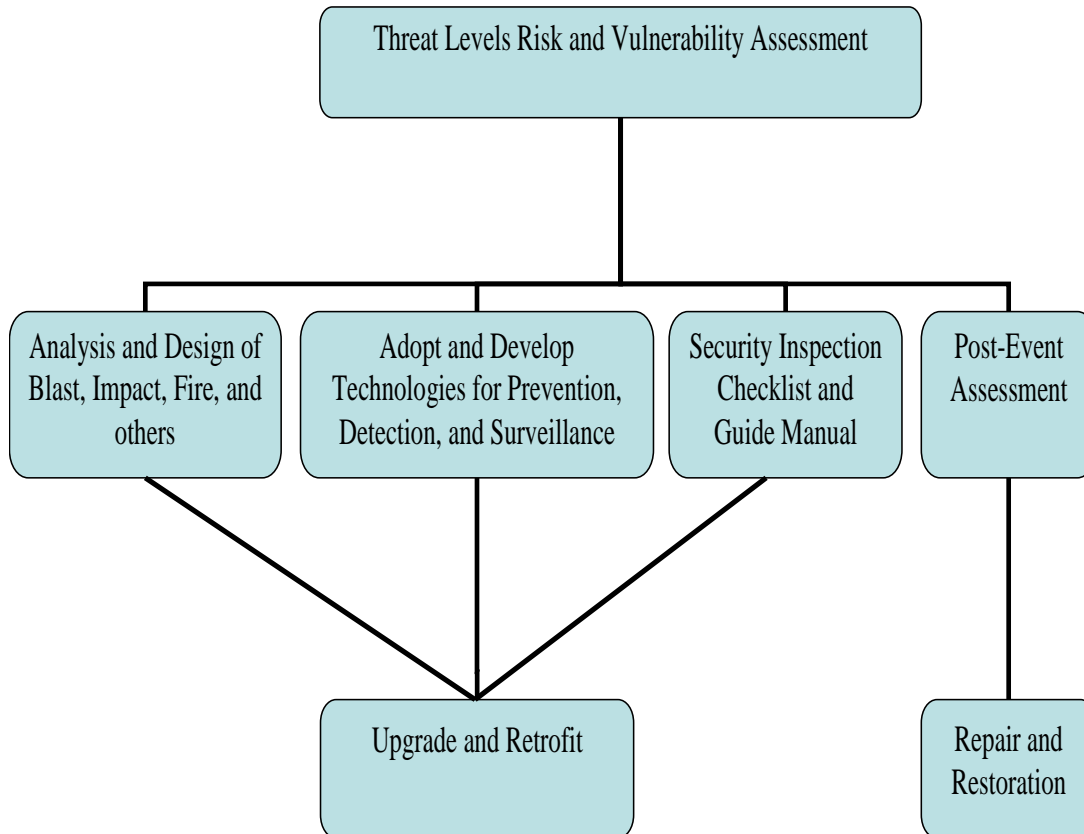 Threat Levels Risk and Vulnerability Assessment
Analysis and Design of
Blast, Impact, Fire, and
others
Adopt and Develop
Technologies for Prevention,
Detection, and Surveillance
Security Inspection
Checklist and
Guide Manual
Post-Event
Assessment
Upgrade and Retrofit
Repair and
Restoration